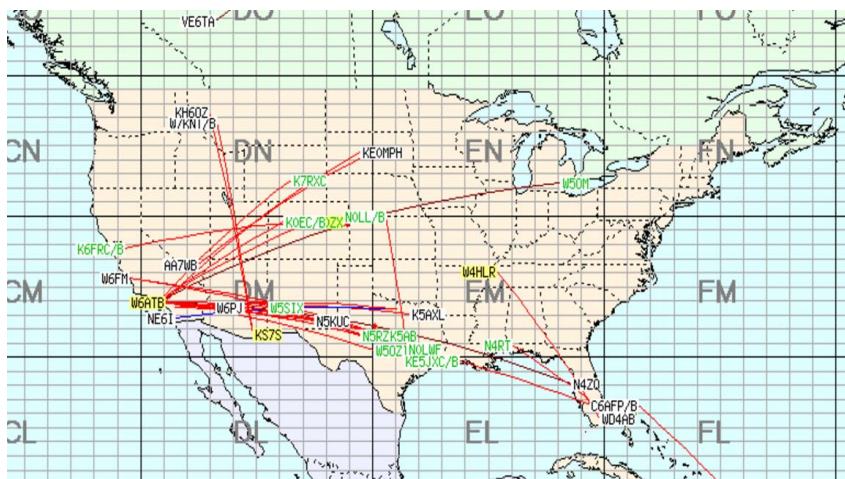 VE6TA
DO
EO
FO
KH6OZ
W/KNI/B
CN
DN
KE0MPH
EN
FN
K7RXC
W5OM
K0EC/B
ZX
N0LL/B
K6FRC/B
AA7WB
W4HLR
W6FM
CM
DM
EM
FM
W6ATB
W6PJ
W5SIX
K5AXL
NE6I
N5KUC
KS7S
N5RZ
K5AB
W5OZI
N0LWF
N4RT
KE5JXC/B
N4ZQ
C6AFP/B
WD4AB
CL
DL
EL
FL